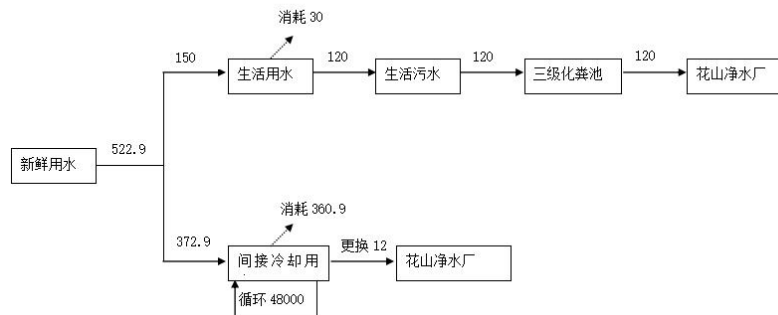 消耗 30
150
生活用水
120
生活污水
120
三级化粪池
120
花山净水厂
新鲜用水
522.9
消耗 360.9
372.9
间接冷却用
更换 12
花山净水厂
循环 48000